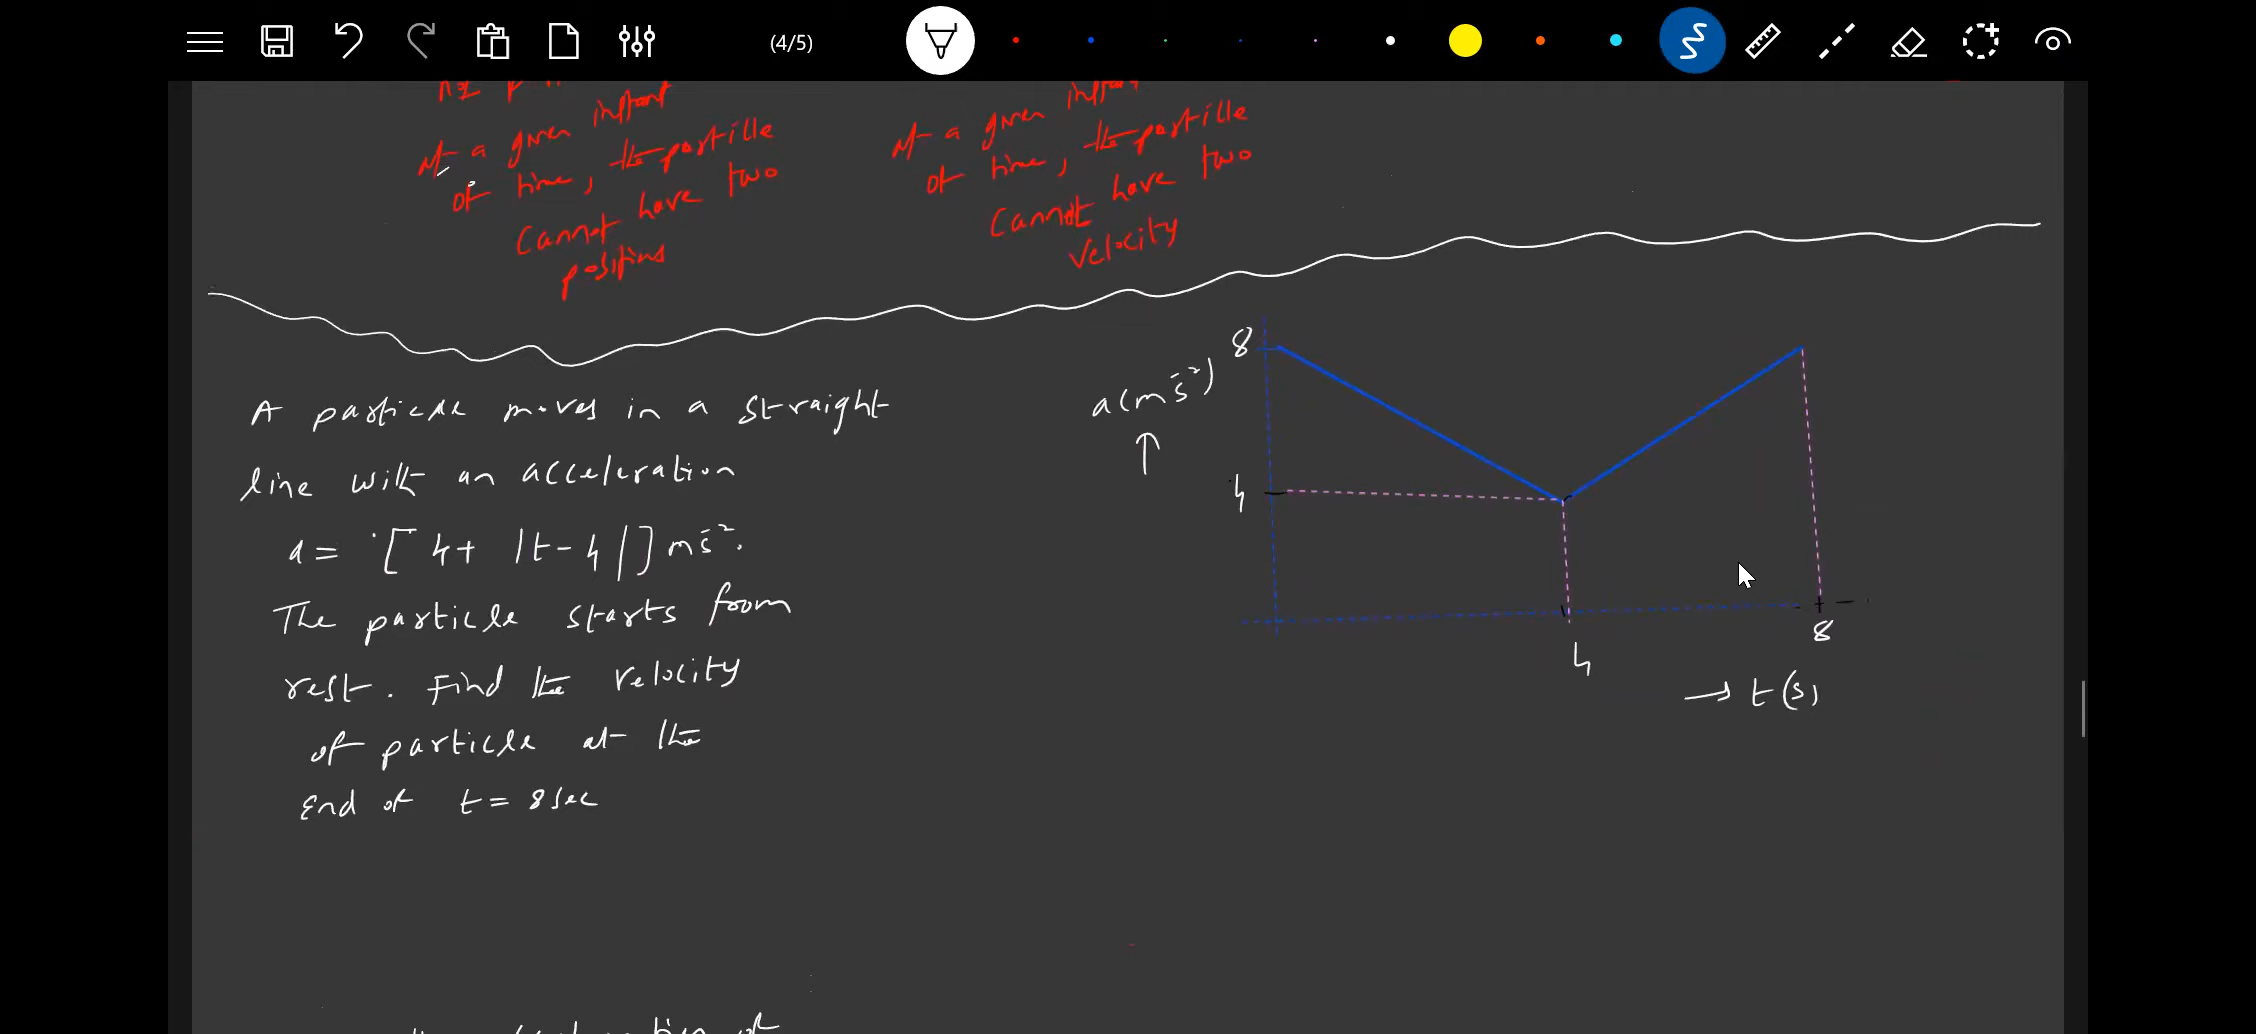 (4/5)
At a given instant
of time, the particle
Cannot have two
positions
At a given instant
of time, the particle
Cannot have two
velocity
A particle moves in a straight
line with an acceleration
a = [4 + |t - 4|] ms⁻².
The particle starts from
rest. Find the velocity
of particle at the
End of t = 8 sec
8
a (ms⁻²)
↑
4
4
8
→ t (s)